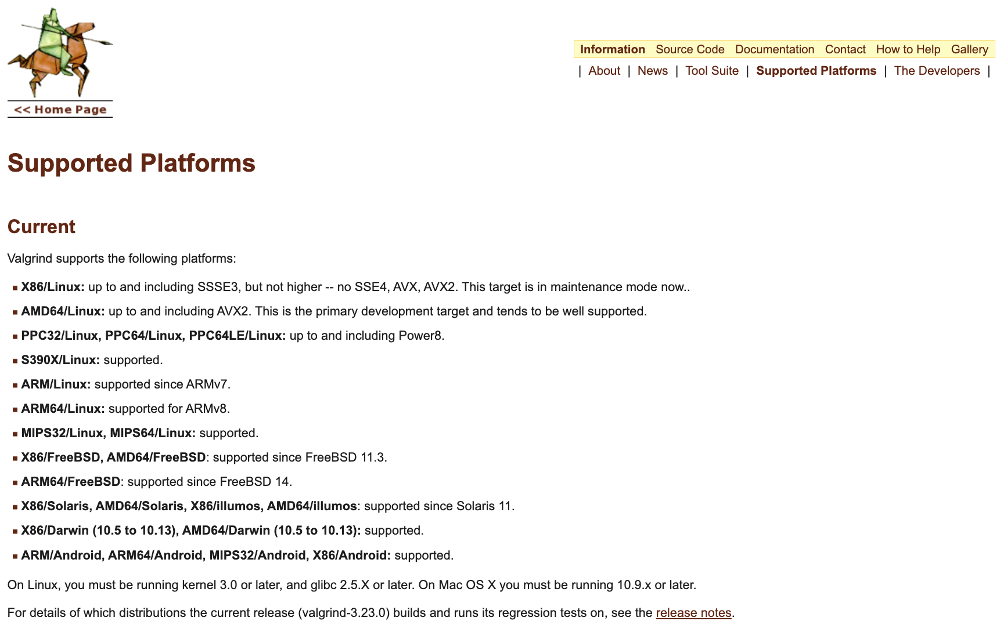 << Home Page
Information Source Code Documentation Contact How to Help Gallery
| About | News | Tool Suite | Supported Platforms | The Developers |
Supported Platforms
Current
Valgrind supports the following platforms:
X86/Linux: up to and including SSSE3, but not higher -- no SSE4, AVX, AVX2. This target is in maintenance mode now..
AMD64/Linux: up to and including AVX2. This is the primary development target and tends to be well supported.
PPC32/Linux, PPC64/Linux, PPC64LE/Linux: up to and including Power8.
S390X/Linux: supported.
ARM/Linux: supported since ARMv7.
ARM64/Linux: supported for ARMv8.
MIPS32/Linux, MIPS64/Linux: supported.
X86/FreeBSD, AMD64/FreeBSD: supported since FreeBSD 11.3.
ARM64/FreeBSD: supported since FreeBSD 14.
X86/Solaris, AMD64/Solaris, X86/illumos, AMD64/illumos: supported since Solaris 11.
X86/Darwin (10.5 to 10.13), AMD64/Darwin (10.5 to 10.13): supported.
ARM/Android, ARM64/Android, MIPS32/Android, X86/Android: supported.
On Linux, you must be running kernel 3.0 or later, and glibc 2.5.X or later. On Mac OS X you must be running 10.9.x or later.
For details of which distributions the current release (valgrind-3.23.0) builds and runs its regression tests on, see the release notes.